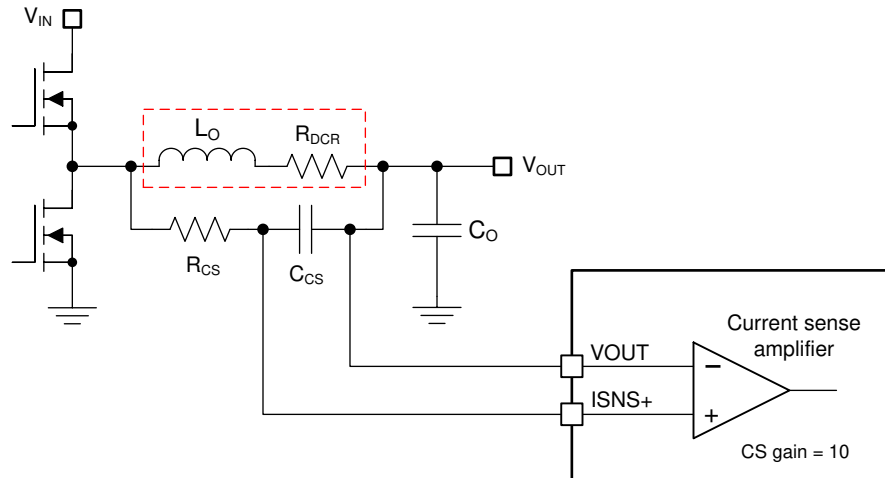 VIN
LO
RDCR
VOUT
RCS
CCS
CO
Current sense
amplifier
VOUT
−
ISNS+
+
CS gain = 10